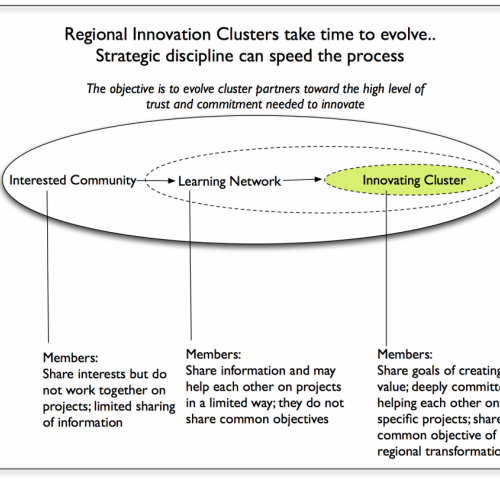 Regional Innovation Clusters take time to evolve..
Strategic discipline can speed the process
The objective is to evolve cluster partners toward the high level of
trust and commitment needed to innovate
Interested Community
Learning Network
Innovating Cluster
Members:
Share interests but do
not work together on
projects; limited sharing
of information
Members:
Share information and may
help each other on projects
in a limited way; they do not
share common objectives
Members:
Share goals of creating
value; deeply committe
helping each other on
specific projects; share
common objective of
regional transformatio